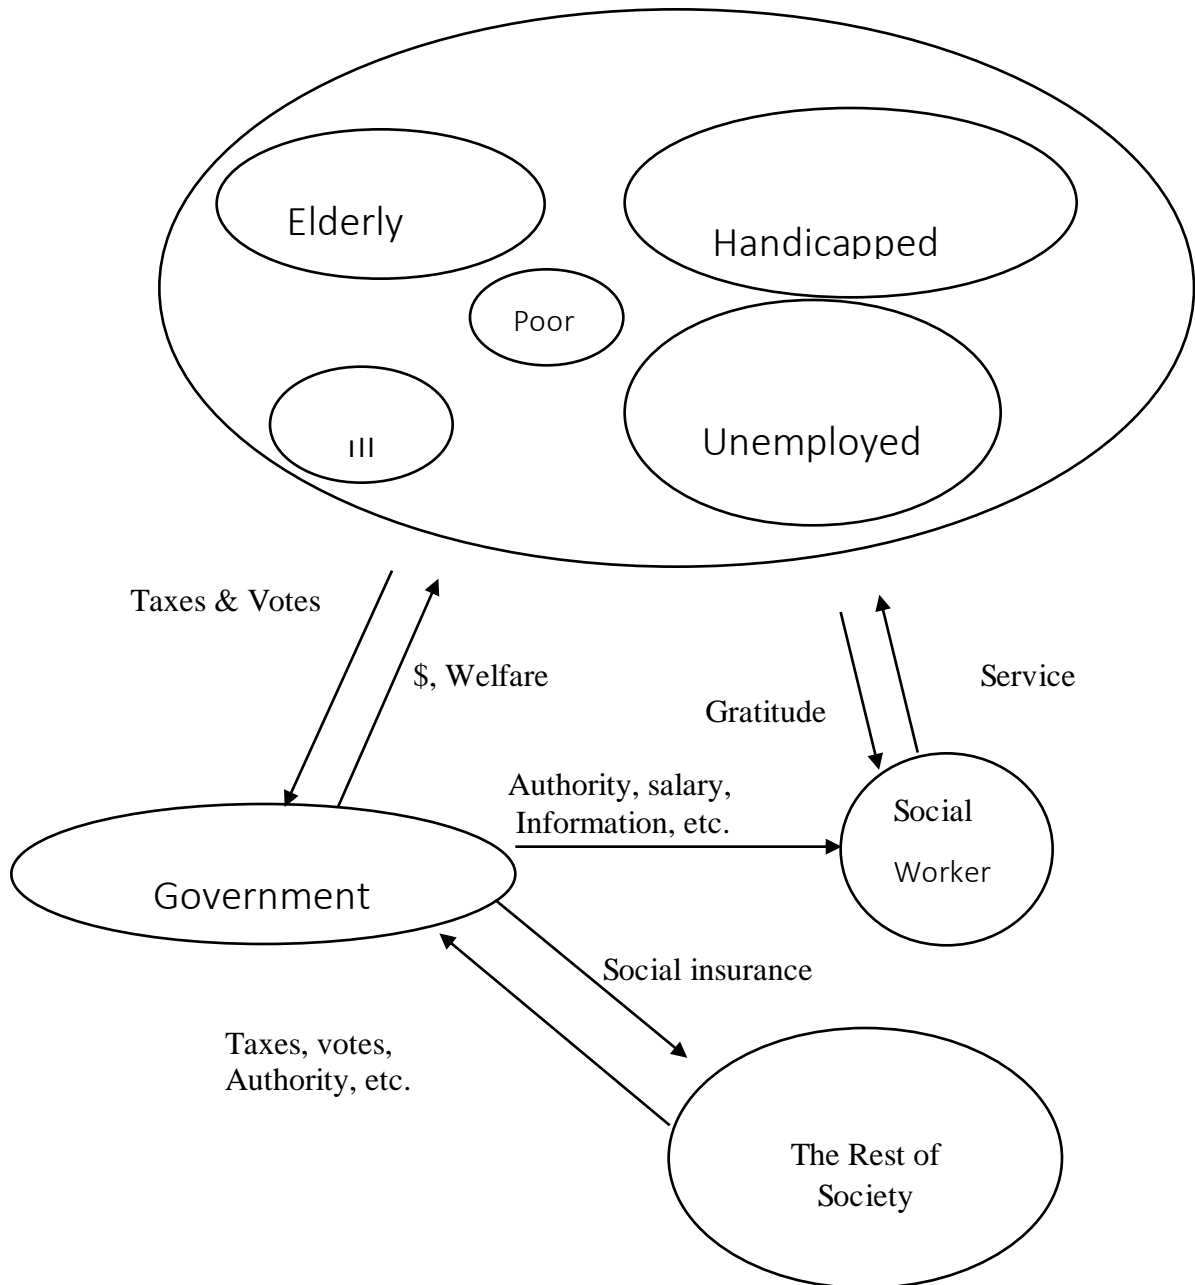 Elderly
Handicapped
Poor
Ill
Unemployed
Taxes & Votes
$, Welfare
Service
Gratitude
Authority, salary,
Information, etc.
Social
Worker
Government
Social insurance
Taxes, votes,
Authority, etc.
The Rest of
Society